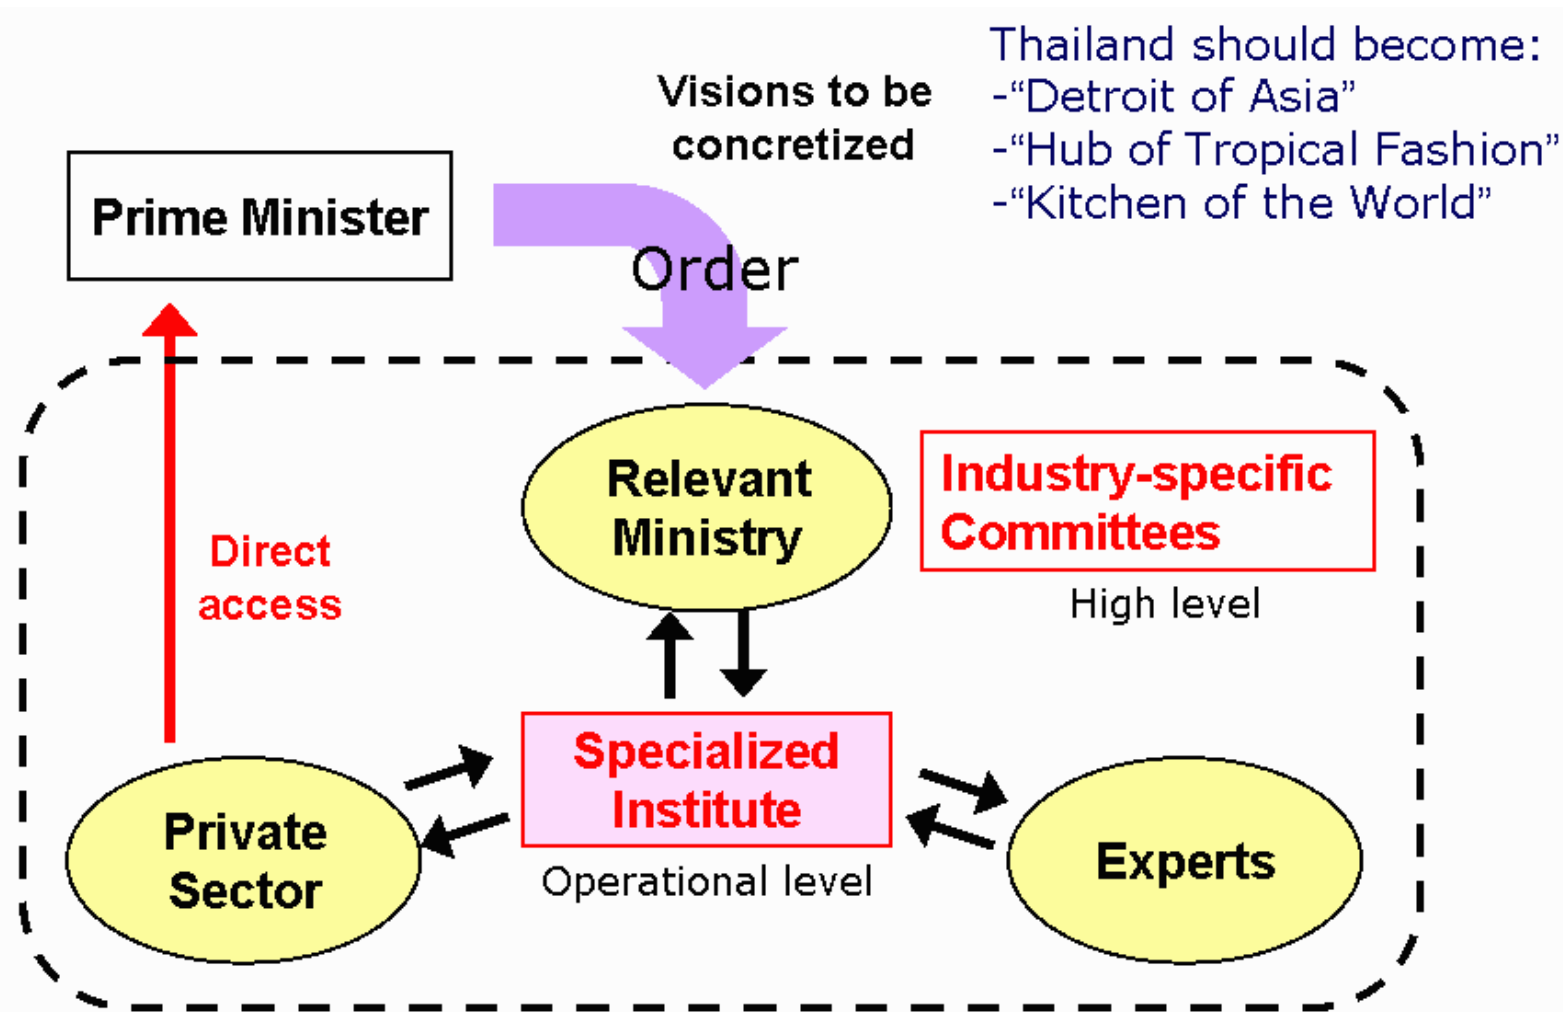 Thailand should become:
-“Detroit of Asia”
-“Hub of Tropical Fashion”
-“Kitchen of the World”
Visions to be
concretized
Prime Minister
Order
Relevant
Ministry
Industry-specific
Committees
High level
Direct
access
Specialized
Institute
Operational level
Private
Sector
Experts